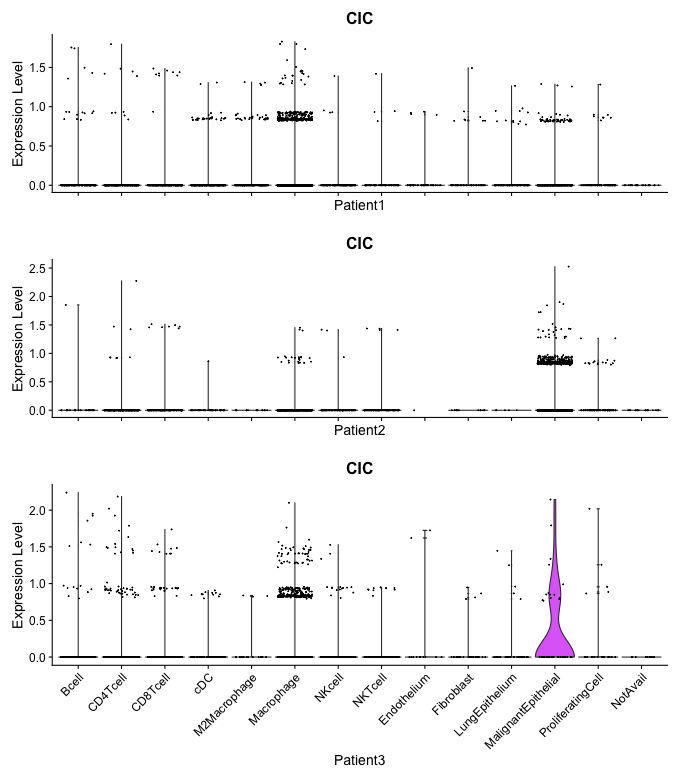 CIC
Expression Level
1.5
1.0
0.5
0.0
Patient1
CIC
Expression Level
2.5
2.0
1.5
1.0
0.5
0.0
Patient2
CIC
Expression Level
2.0
1.5
1.0
0.5
0.0
Bcell
CD4Tcell
CD8Tcell
cDC
M2Macrophage
Macrophage
NKcell
NKTcell
Endothelium
Fibroblast
LungEpithelium
MalignantEpithelial
ProliferatingCell
NotAvail
Patient3